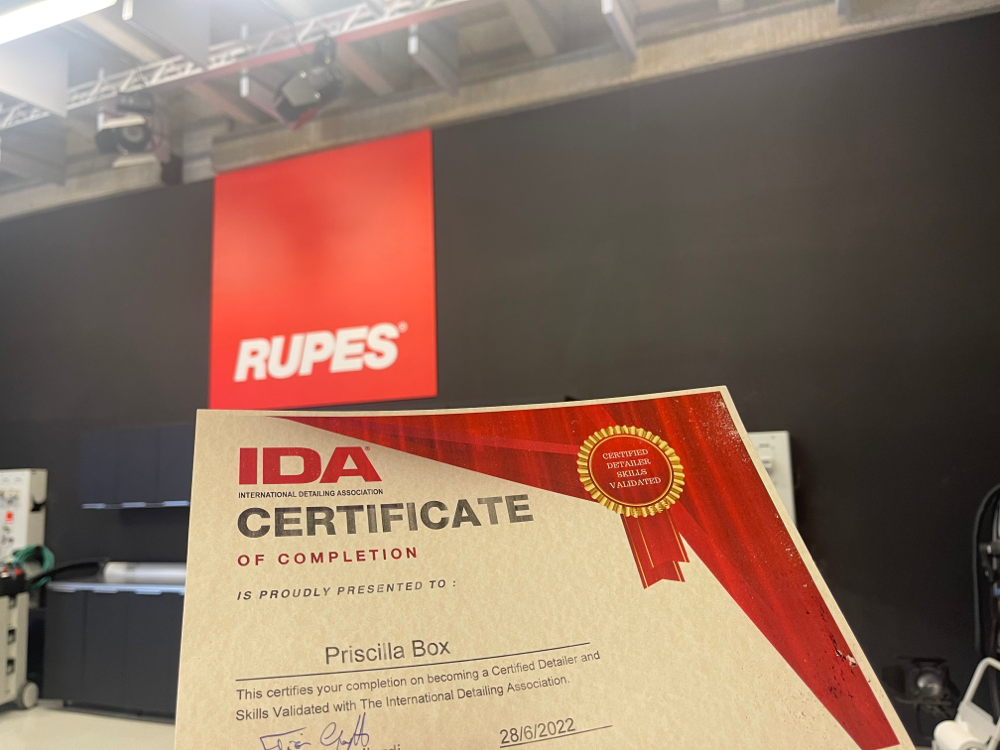 RUPES®
IDA®
INTERNATIONAL DETAILING ASSOCIATION
CERTIFICATE
OF COMPLETION
IS PROUDLY PRESENTED TO :
CERTIFIED
DETAILER
SKILLS
VALIDATED
Priscilla Box
This certifies your completion on becoming a Certified Detailer and
Skills Validated with The International Detailing Association.
28/6/2022